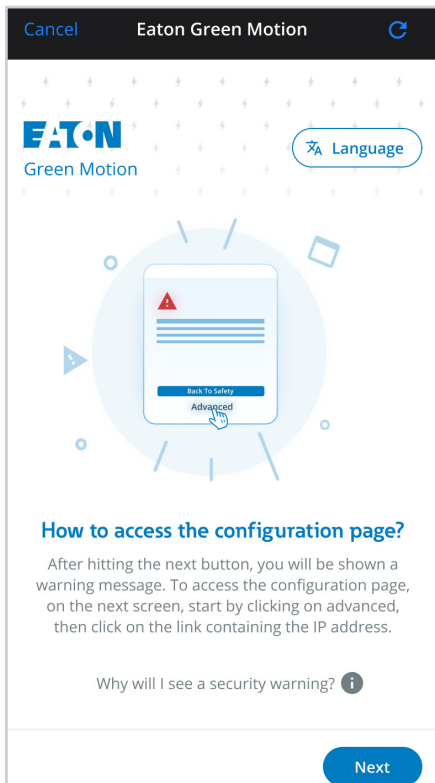 Cancel Eaton Green Motion
EATON
Green Motion
Language
Back To Safety
Advanced
How to access the configuration page?
After hitting the next button, you will be shown a
warning message. To access the configuration page,
on the next screen, start by clicking on advanced,
then click on the link containing the IP address.
Why will I see a security warning?
Next